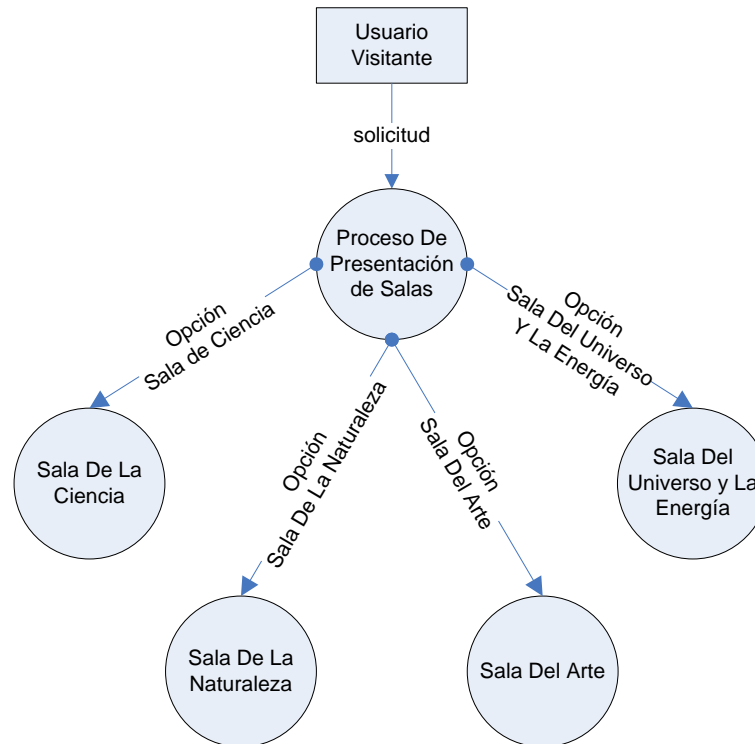 Usuario
Visitante
solicitud
Proceso De
Presentación
de Salas
Opción
Sala de Ciencia
Opción
Sala De La Naturaleza
Opción
Sala Del Arte
Opción
Sala Del Universo
Y La Energía
Sala De La
Ciencia
Sala Del
Universo y La
Energía
Sala De La
Naturaleza
Sala Del Arte